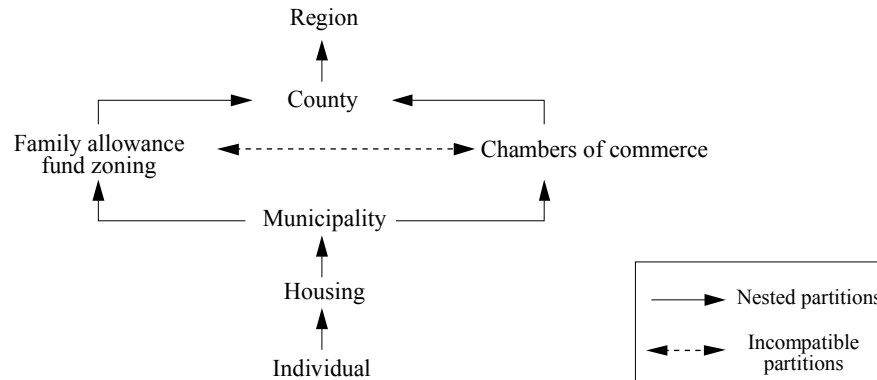 Region
County
Family allowance
fund zoning
Chambers of commerce
Municipality
Housing
Individual
Nested partitions
Incompatible
partitions